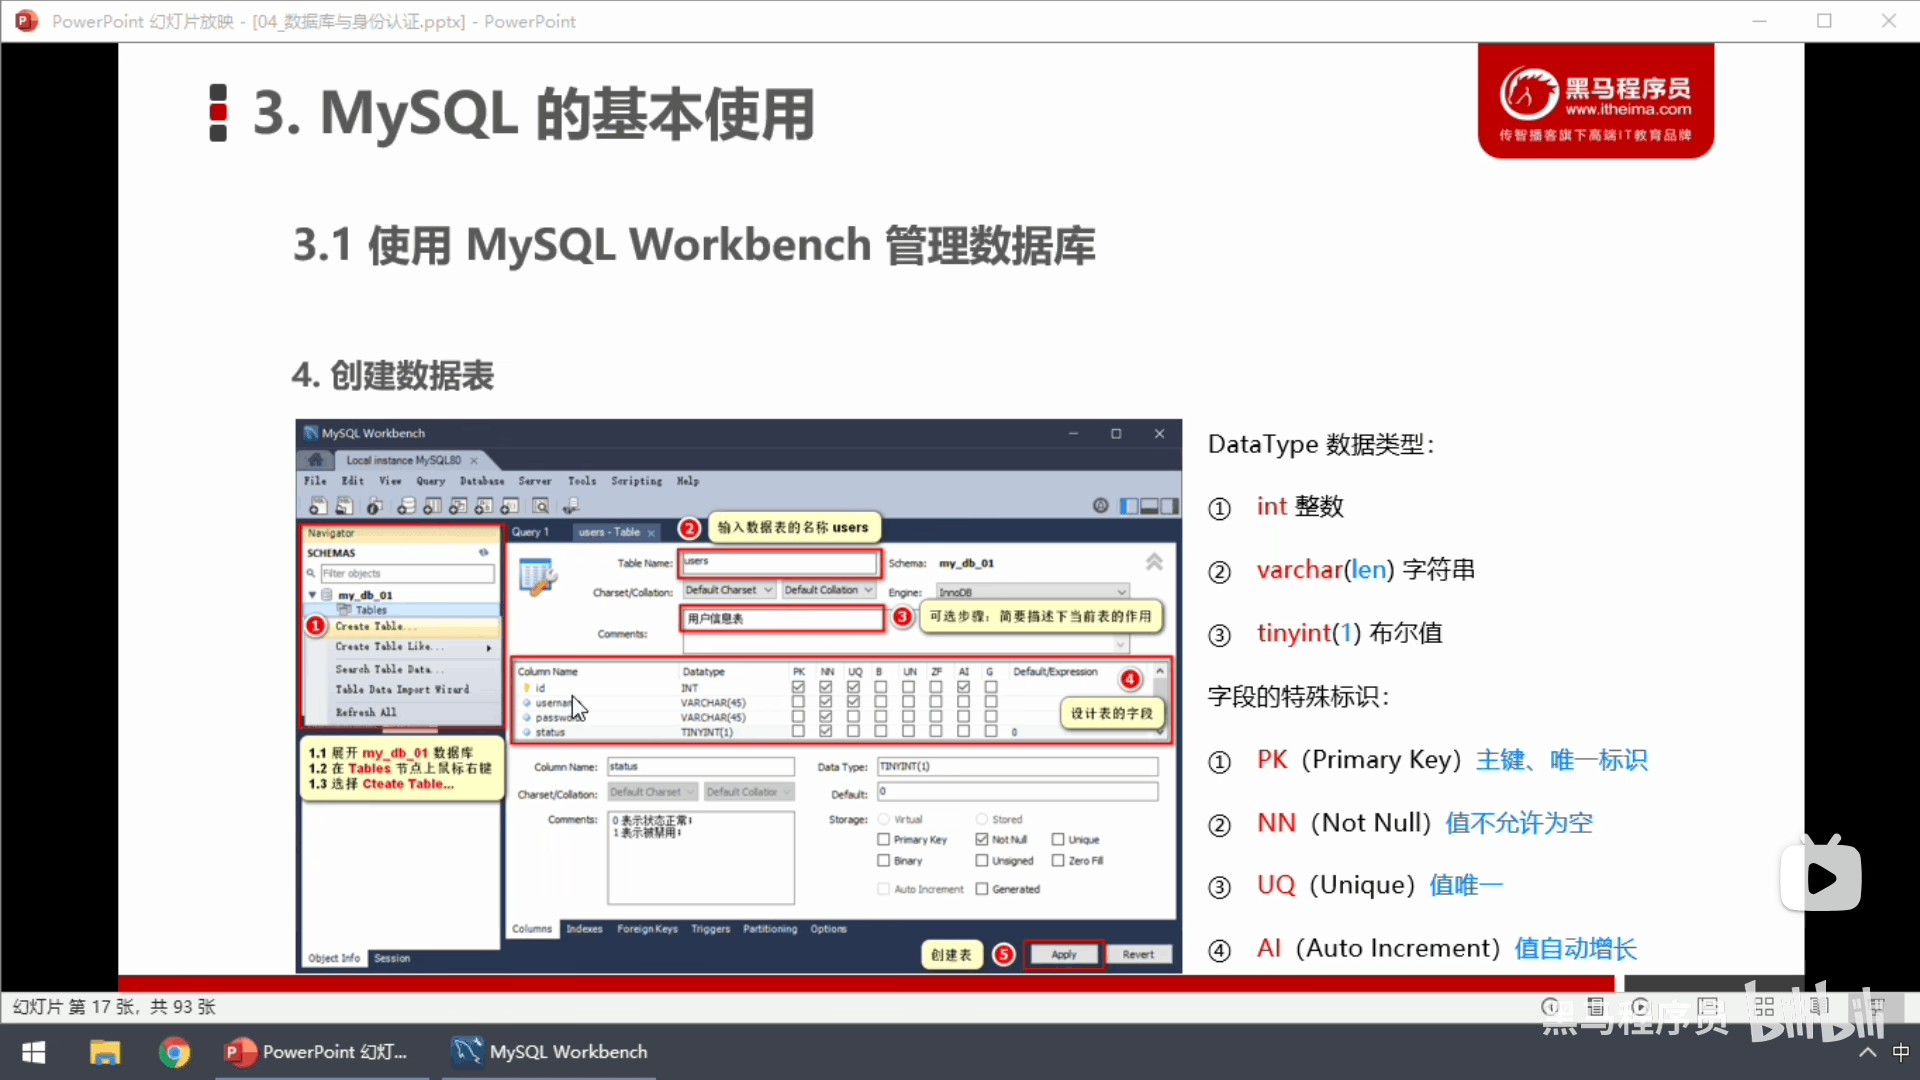 PowerPoint 幻灯片放映 - [04_数据库与身份认证.pptx] - PowerPoint
3. MySQL 的基本使用
黑马程序员
www.itheima.com
传智播客旗下高端IT教育品牌
3.1 使用 MySQL Workbench 管理数据库
4. 创建数据表
MySQL Workbench
Local instance MySQL80
File Edit View Query Database Server Tools Scripting Help
Navigator
SCHEMAS
Filter objects
my_db_01
Tables
1
Create Table...
Create Table Like...
Search Table Data...
Table Data Import Wizard
Refresh All
1.1 展开 my_db_01 数据库
1.2 在 Tables 节点上鼠标右键
1.3 选择 Cteate Table...
Object Info Session
Query 1 users - Table
2 输入数据表的名称 users
Table Name: users Schema: my_db_01
Charset/Collation: Default Charset Default Collation Engine: InnoDB
Comments: 用户信息表
3 可选步骤：简要描述下当前表的作用
Column Name Datatype PK NN UQ B UN ZF AI G Default/Expression
4
id INT
usernam VARCHAR(45)
passwo VARCHAR(45)
status TINYINT(1) 0
设计表的字段
Column Name: status Data Type: TINYINT(1)
Charset/Collation: Default Charset Default Collation Default: 0
Comments: 0 表示状态正常；
1 表示被禁用；
Storage: Virtual Stored
Primary Key Not Null Unique
Binary Unsigned Zero Fill
Auto Increment Generated
Columns Indexes Foreign Keys Triggers Partitioning Options
创建表 5 Apply Revert
DataType 数据类型：
① int 整数
② varchar(len) 字符串
③ tinyint(1) 布尔值
字段的特殊标识：
① PK（Primary Key）主键、唯一标识
② NN（Not Null）值不允许为空
③ UQ（Unique）值唯一
④ AI（Auto Increment）值自动增长
幻灯片 第 17 张，共 93 张
黑马程序员 bilibili
PowerPoint 幻灯... MySQL Workbench
中